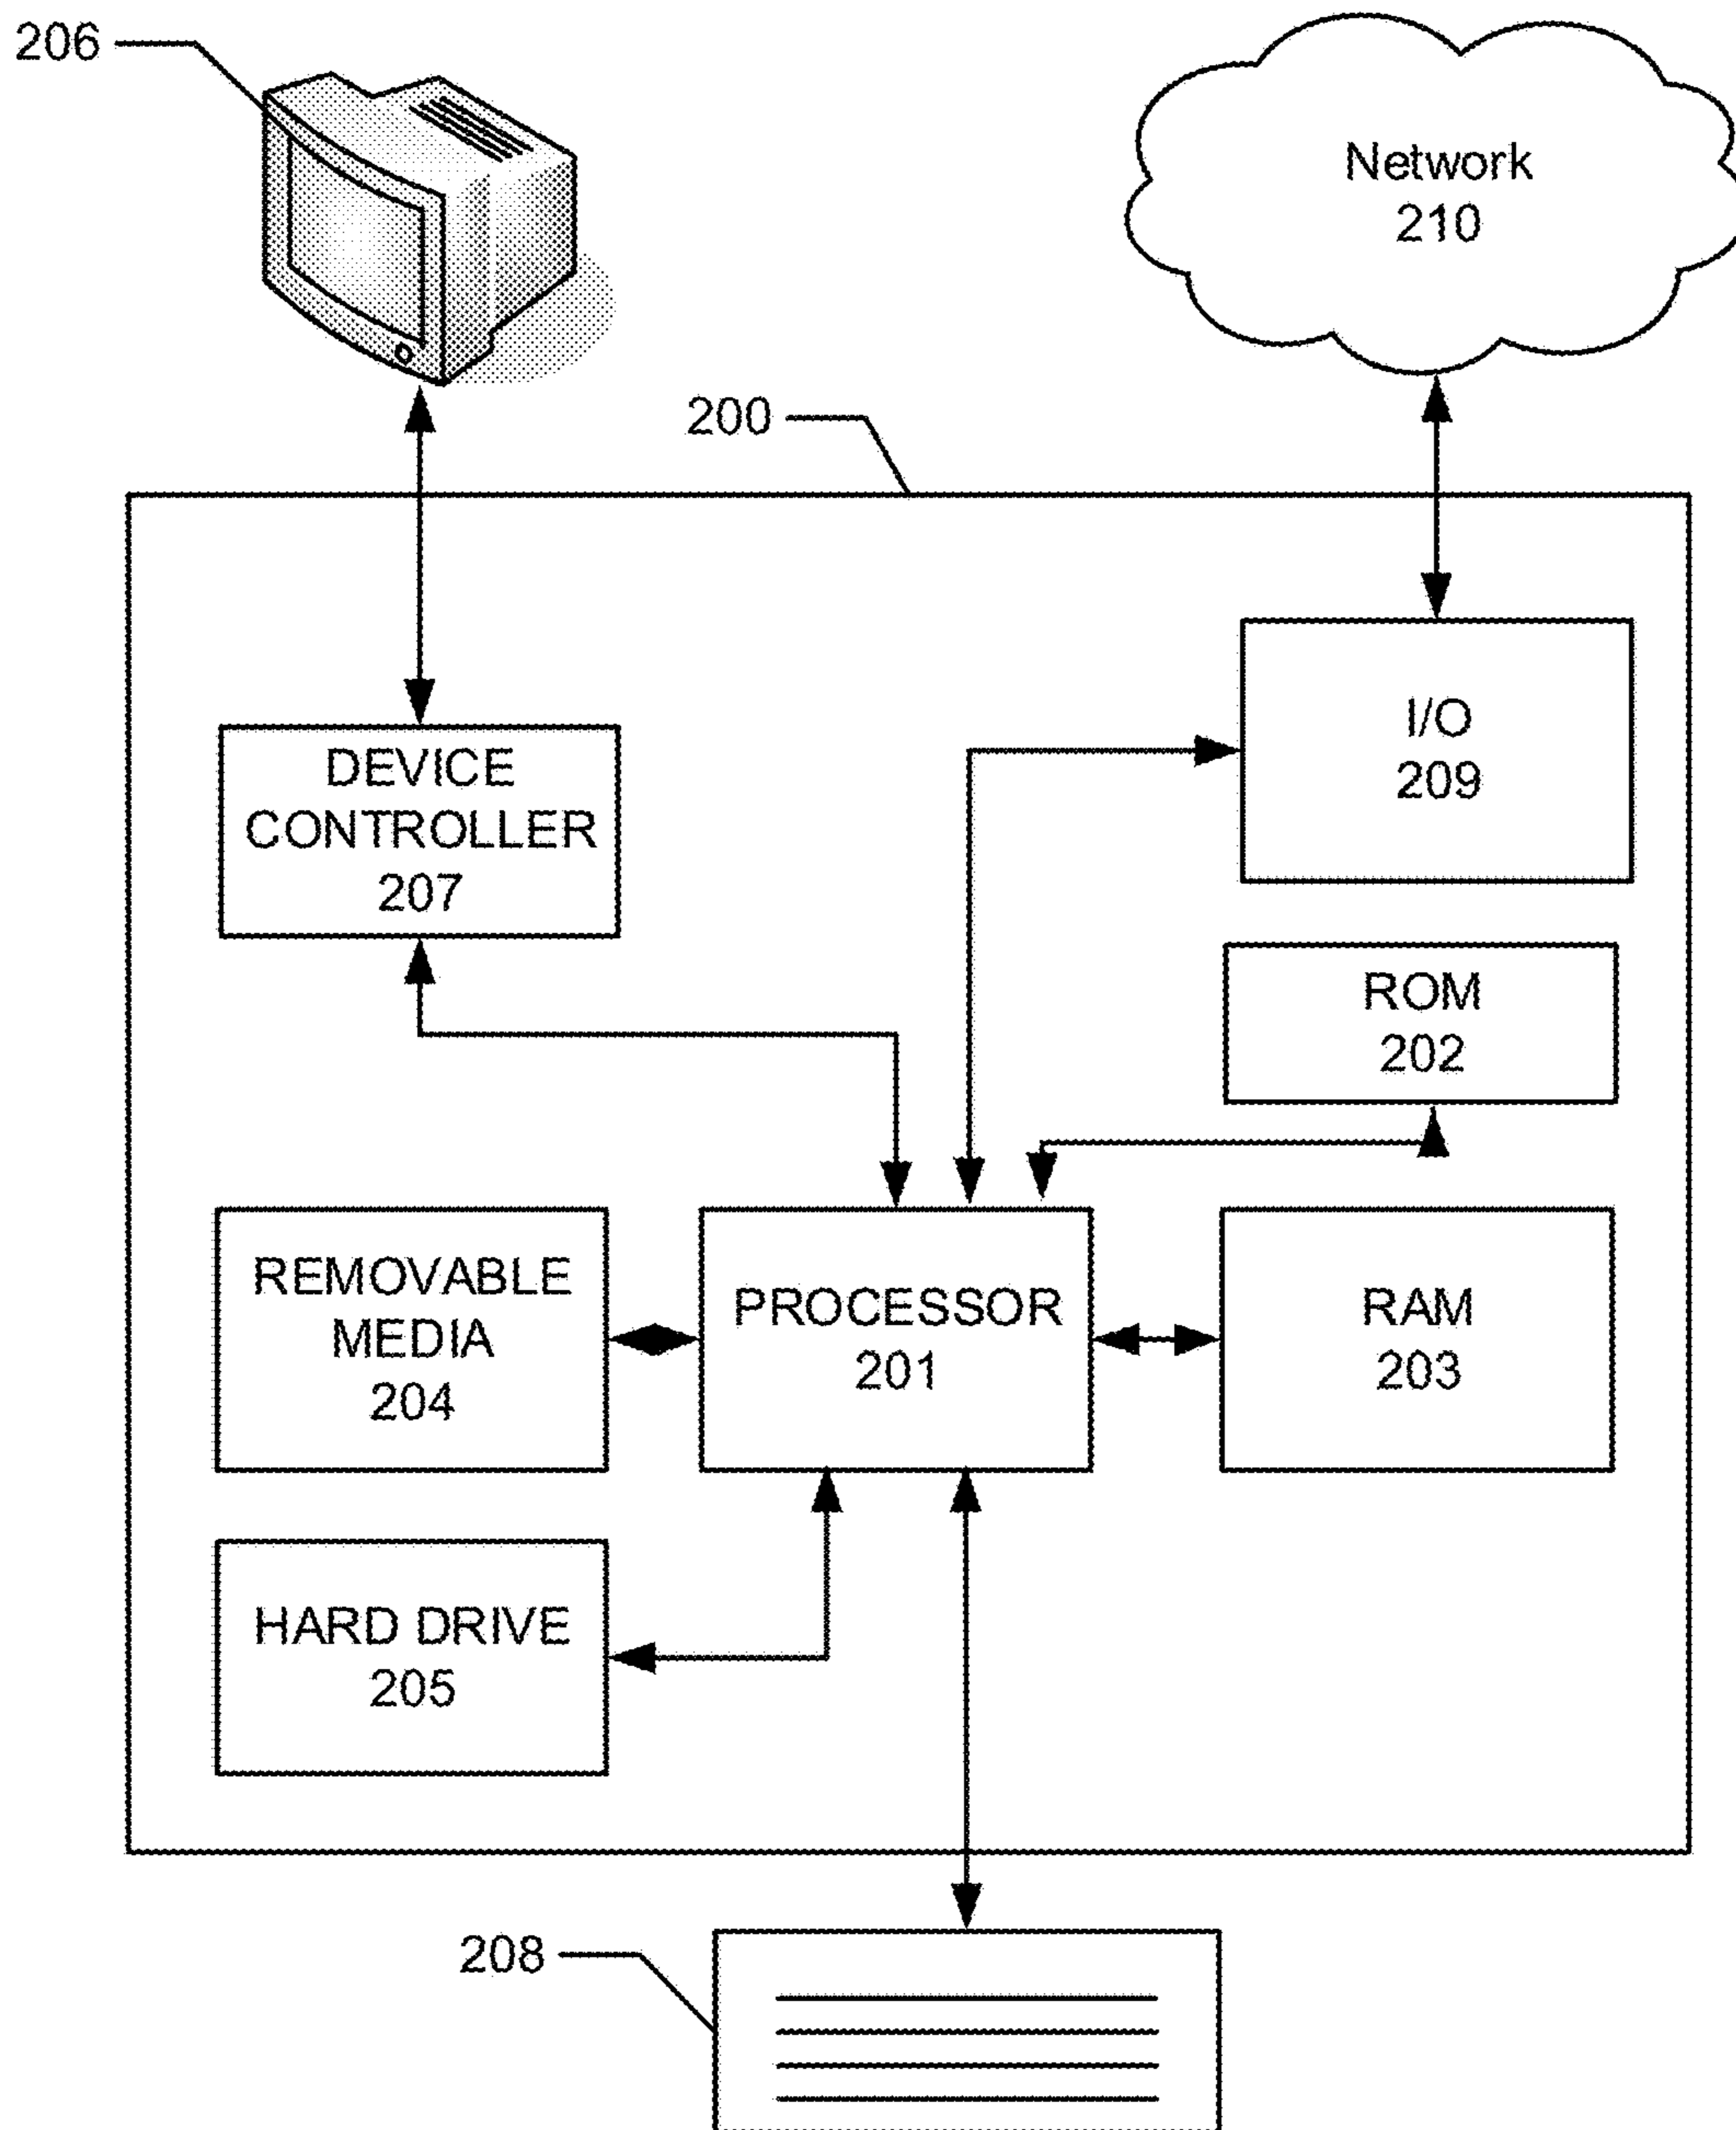 206
Network
210
200
I/O
209
DEVICE
CONTROLLER
207
ROM
202
REMOVABLE
MEDIA
204
PROCESSOR
201
RAM
203
HARD DRIVE
205
208